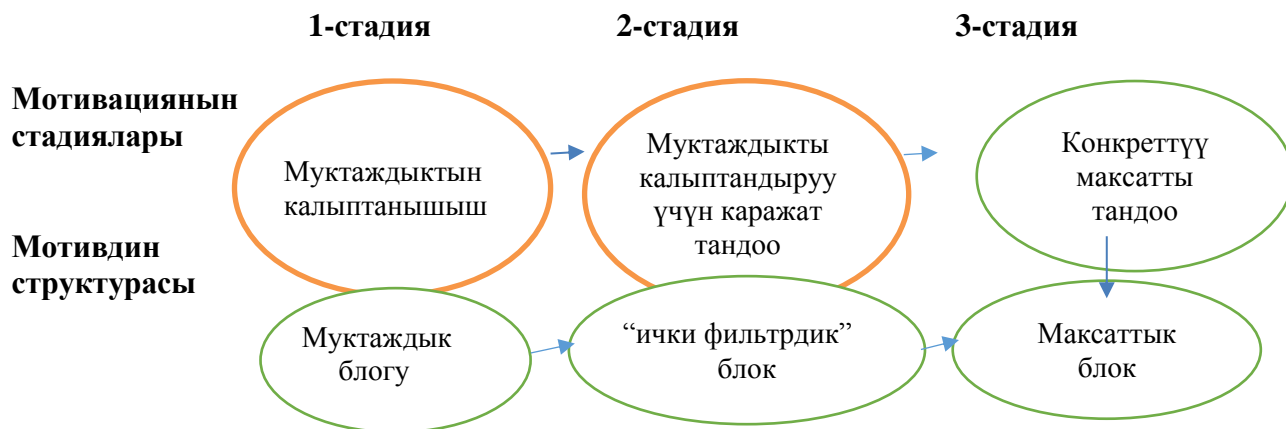 1-стадия
2-стадия
3-стадия
Мотивациянын
стадиялары
Муктаждыктын
калыптанышыш
Муктаждыкты
калыптандыруу
үчүн каражат
тандоо
Конкреттүү
максатты
тандоо
Мотивдин
структурасы
Муктаждык
блогу
“ички фильтрдик”
блок
Максаттык
блок